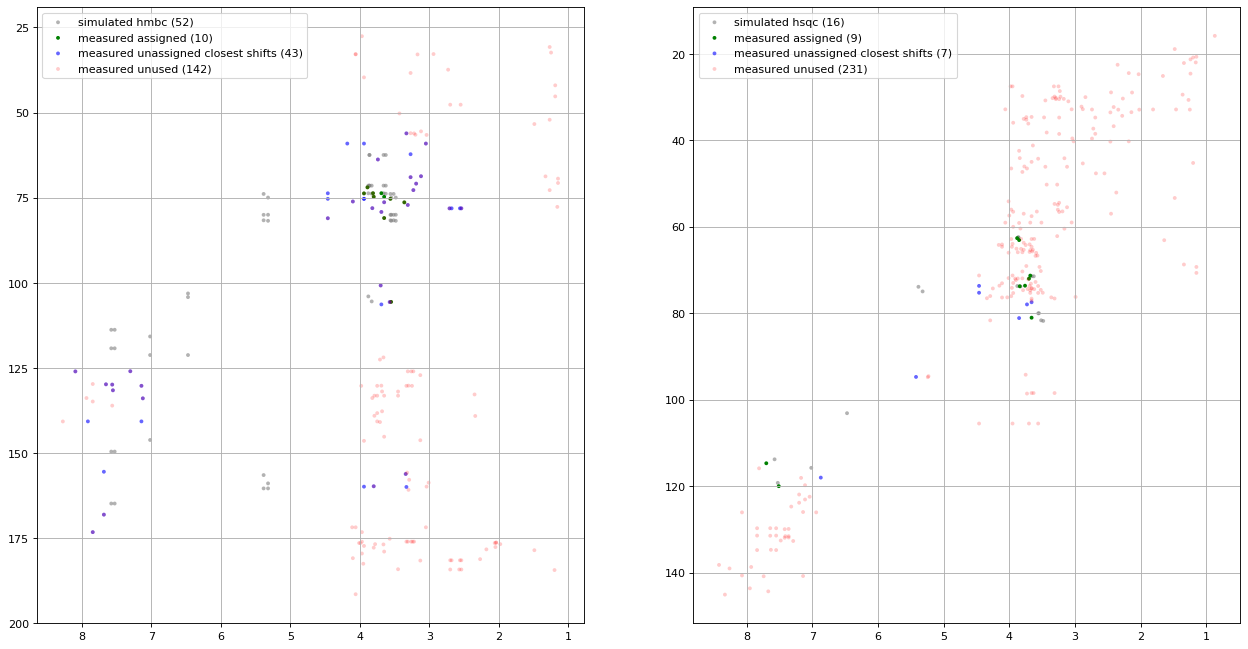 simulated hmbc (52)
measured assigned (10)
measured unassigned closest shifts (43)
measured unused (142)
25
50
75
100
125
150
175
200
8 7 6 5 4 3 2 1
simulated hsqc (16)
measured assigned (9)
measured unassigned closest shifts (7)
measured unused (231)
20
40
60
80
100
120
140
8 7 6 5 4 3 2 1